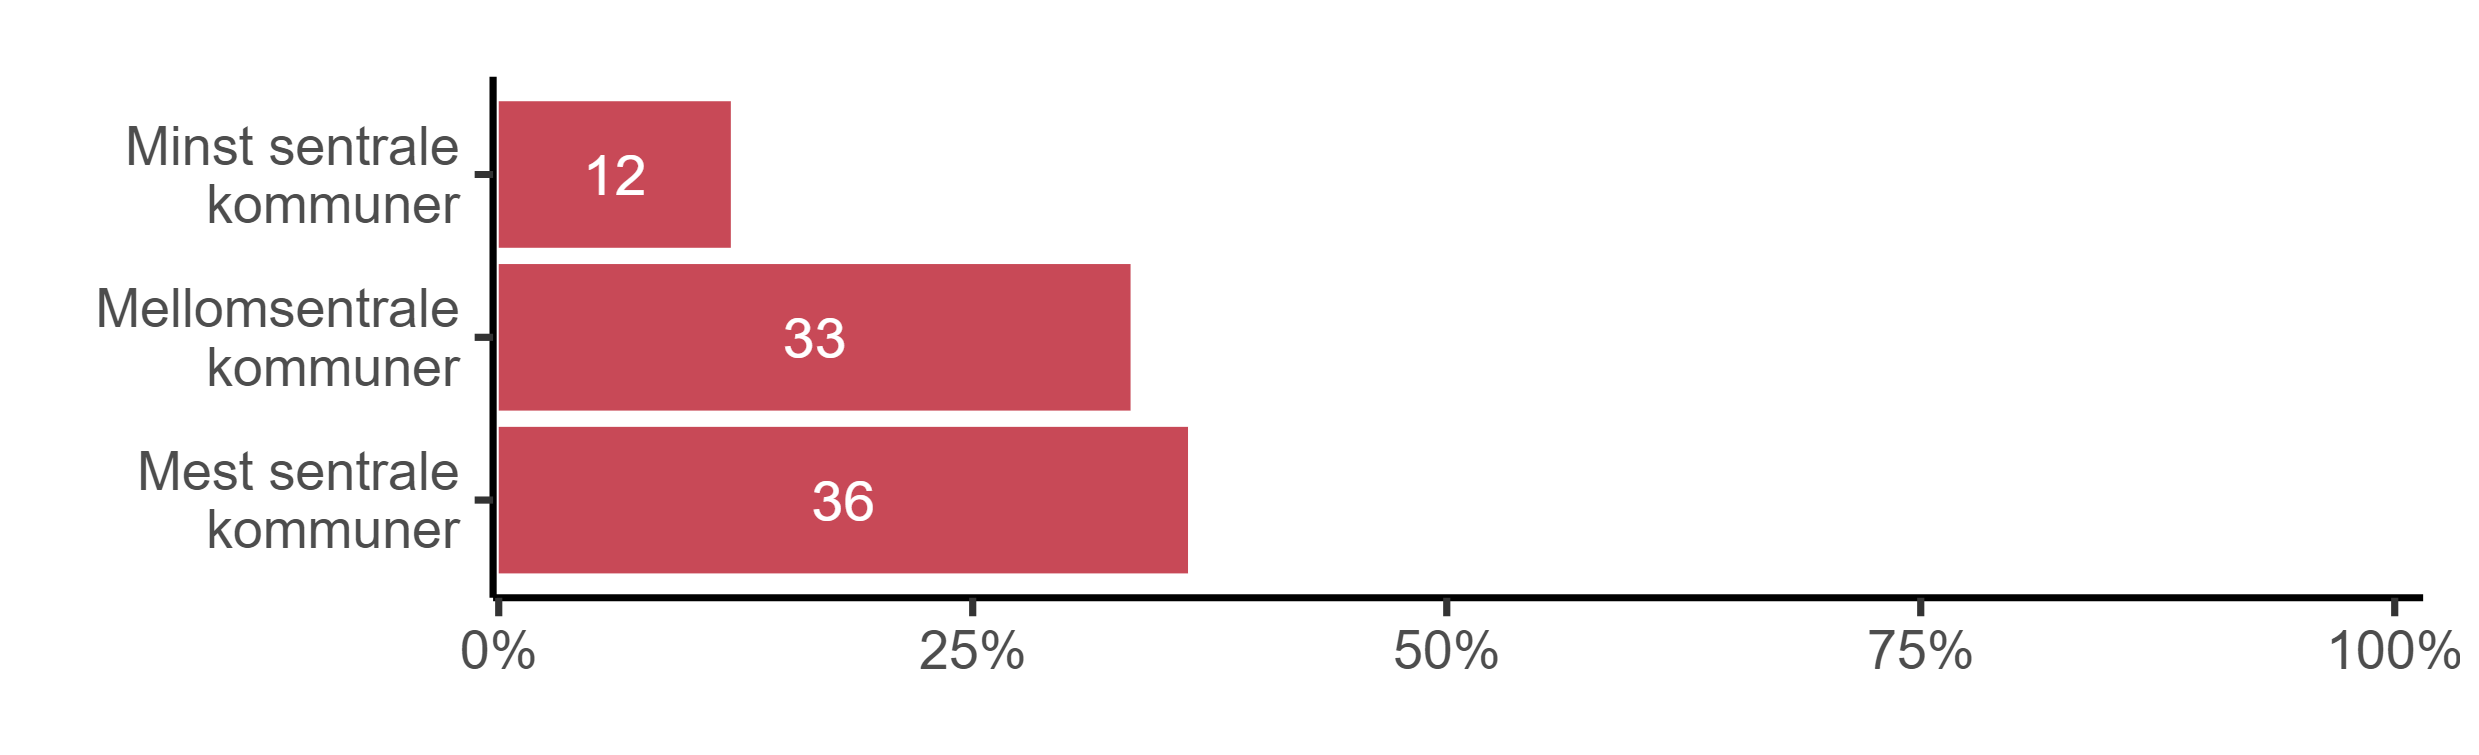 Minst sentrale
kommuner
12
Mellomsentrale
kommuner
33
Mest sentrale
kommuner
36
0% 25% 50% 75% 100%